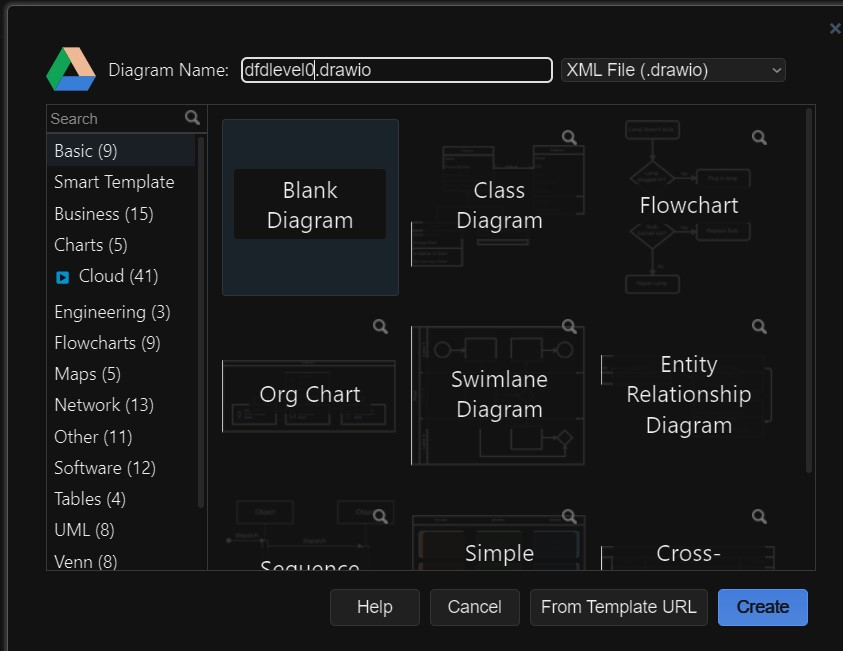 Diagram Name:
dfdlevel0.drawio
XML File (.drawio)
Search
Basic (9)
Smart Template
Business (15)
Charts (5)
Cloud (41)
Engineering (3)
Flowcharts (9)
Maps (5)
Network (13)
Other (11)
Software (12)
Tables (4)
UML (8)
Venn (8)
Blank
Diagram
Class
Diagram
Flowchart
Org Chart
Swimlane
Diagram
Entity
Relationship
Diagram
Sequence
Simple
Cross-
Help
Cancel
From Template URL
Create